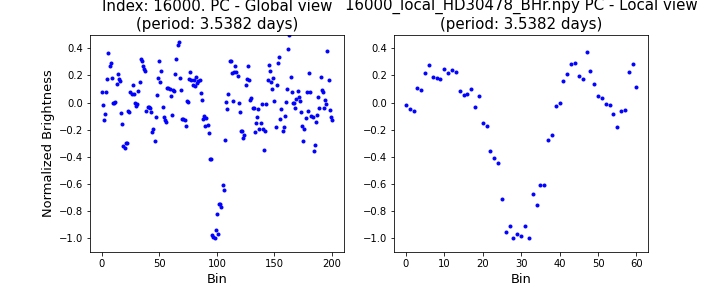 Index: 16000. PC - Global view
(period: 3.5382 days)
16000_local_HD30478_BHr.npy PC - Local view
(period: 3.5382 days)
Normalized Brightness
0.4
0.2
0.0
−0.2
−0.4
−0.6
−0.8
−1.0
0 50 100 150 200
Bin
0.4
0.2
0.0
−0.2
−0.4
−0.6
−0.8
−1.0
0 10 20 30 40 50 60
Bin